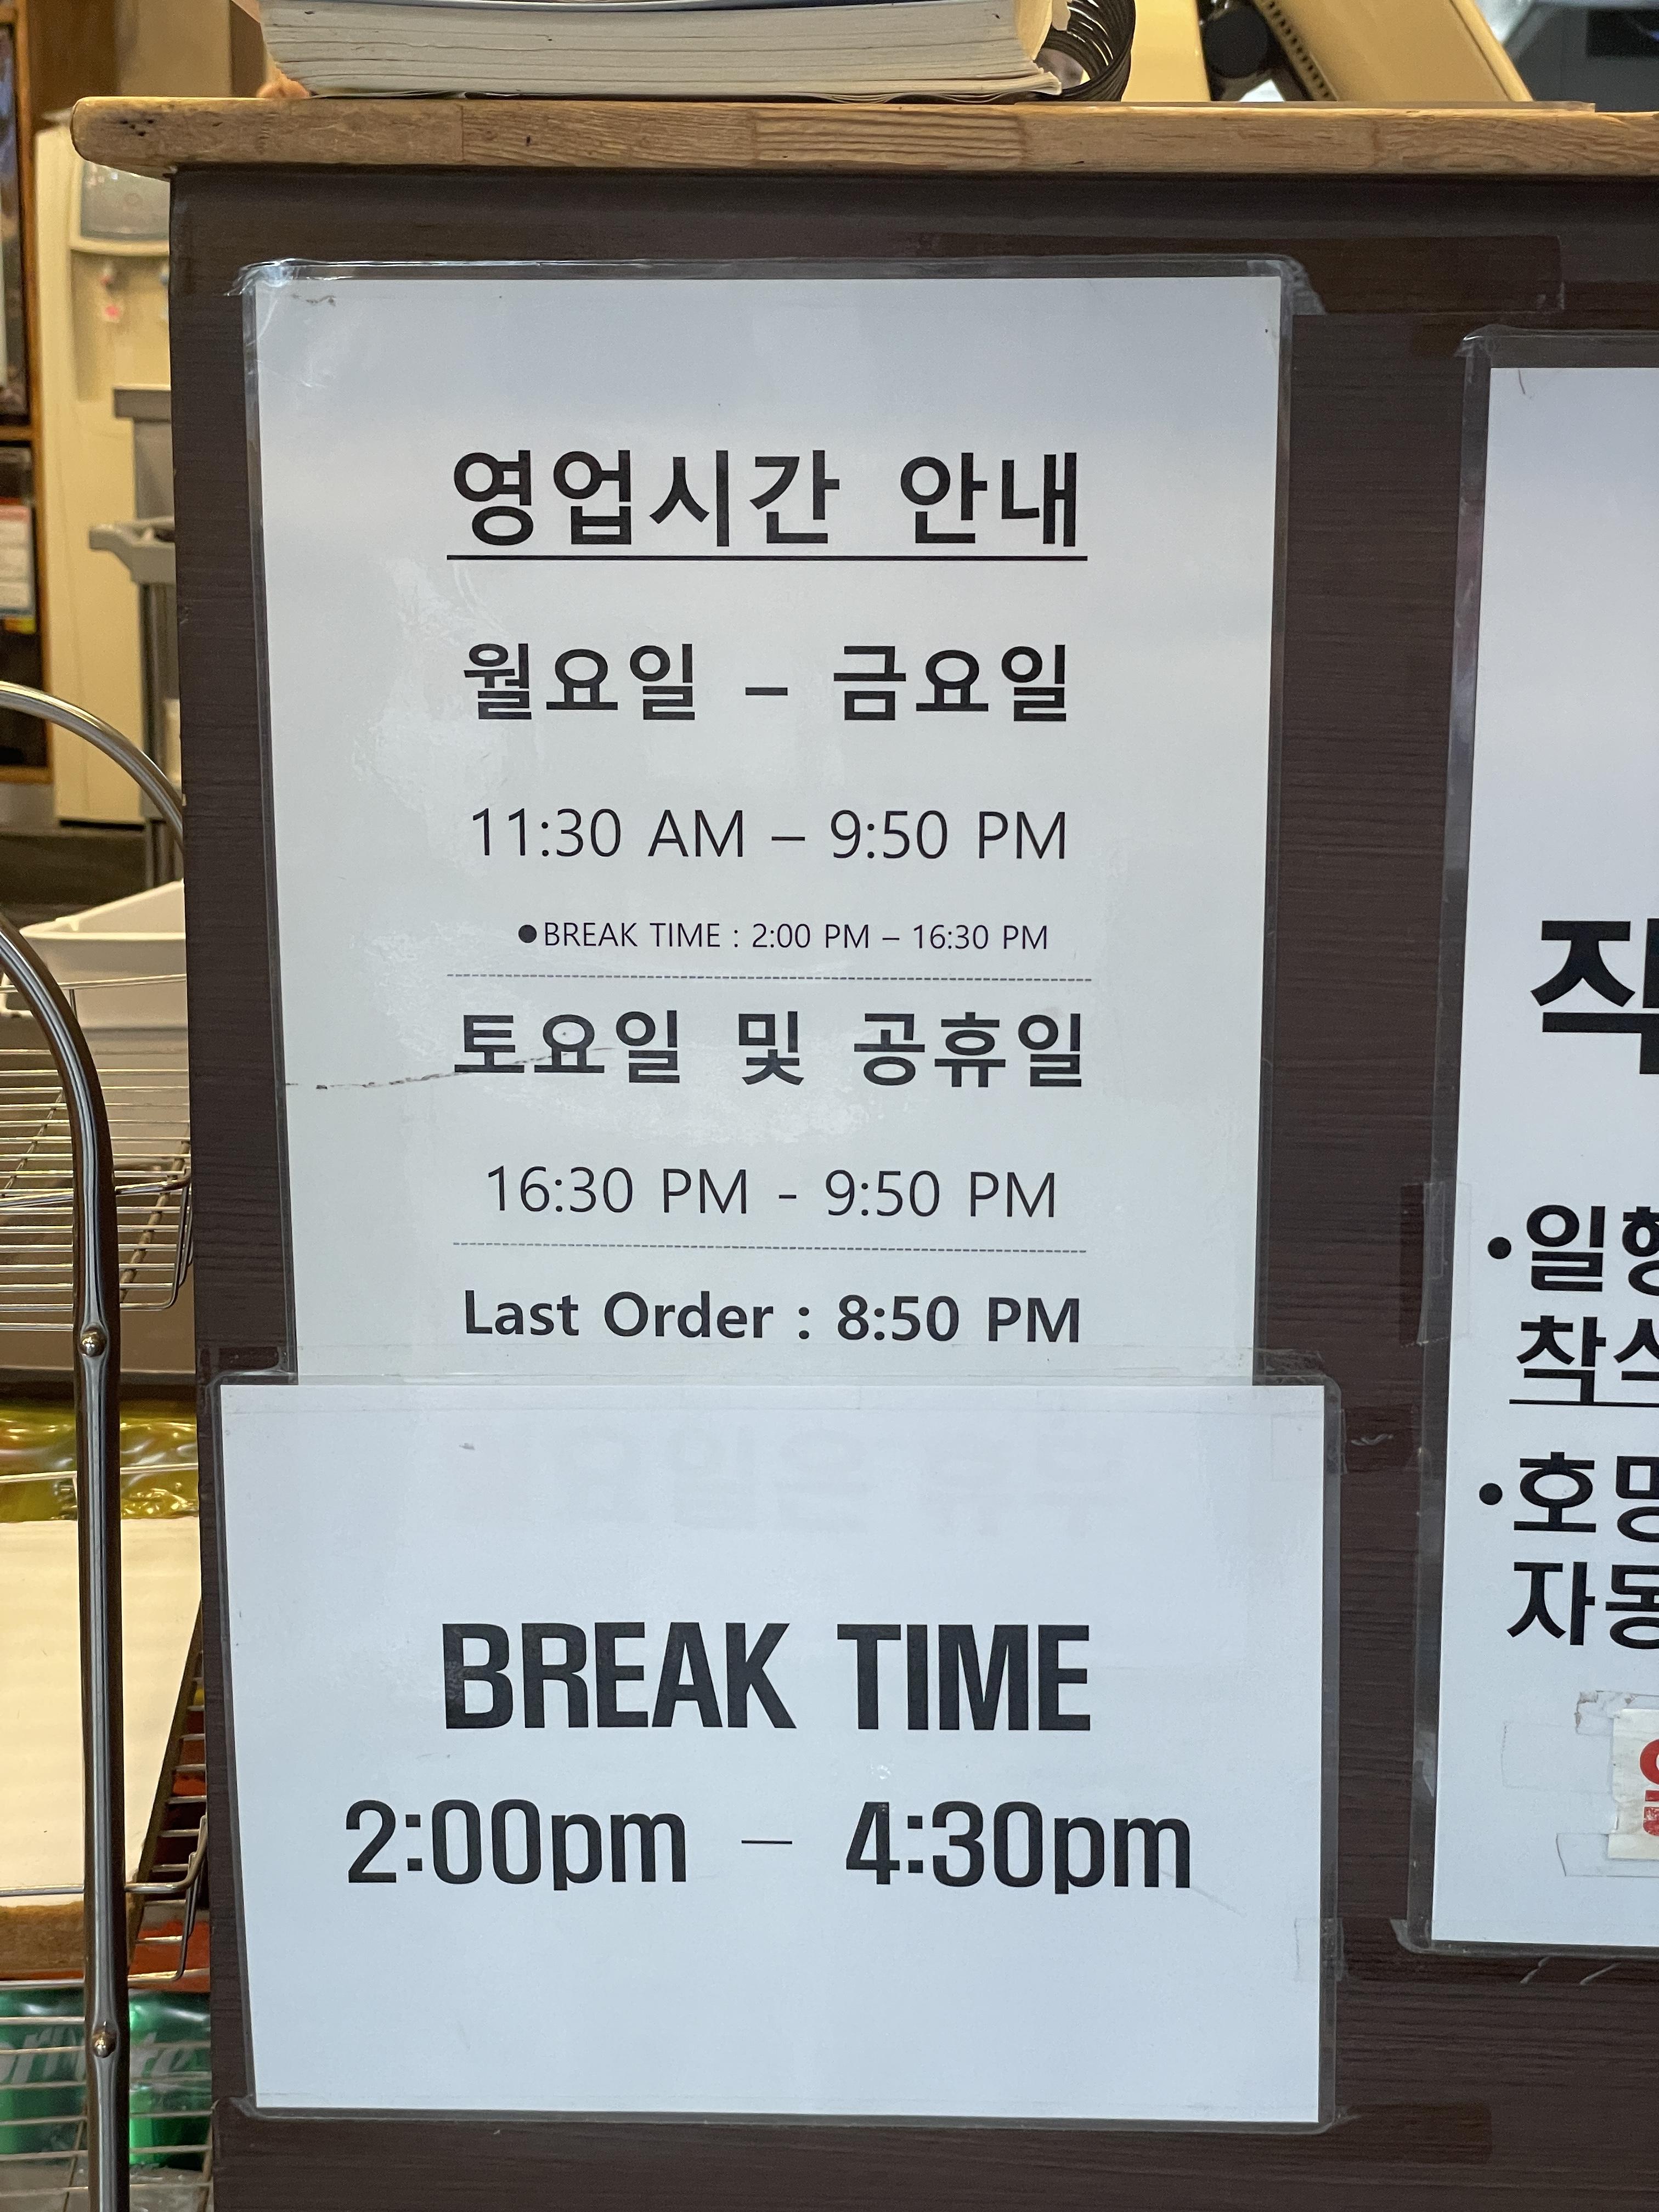 영업시간 안내
월요일 – 금요일
11:30 AM – 9:50 PM
●BREAK TIME : 2:00 PM – 16:30 PM
토요일 및 공휴일
16:30 PM - 9:50 PM
Last Order : 8:50 PM
BREAK TIME
2:00pm – 4:30pm
•일행
착석
•호명
자동